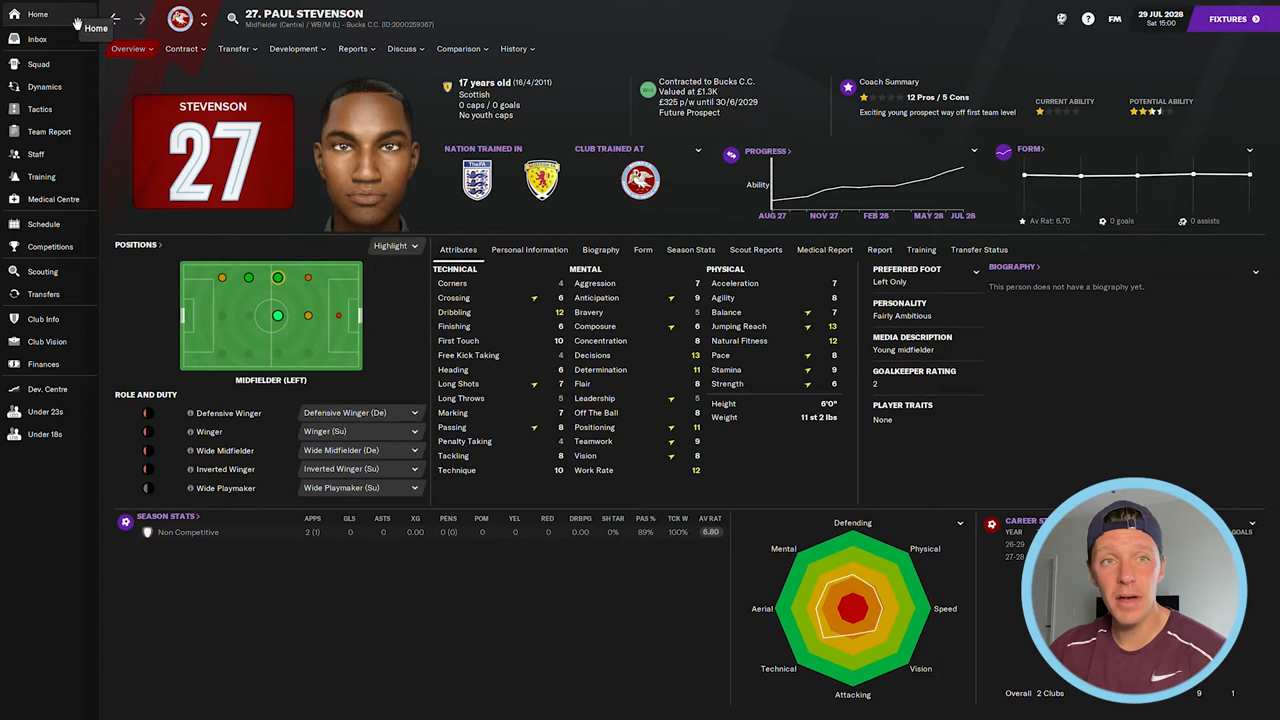 Home
Inbox
Squad
Dynamics
Tactics
Team Report
Staff
Training
Medical Centre
Schedule
Competitions
Scouting
Transfers
Club Info
Club Vision
Finances
Dev. Centre
Under 23s
Under 18s
Home
27. PAUL STEVENSON
Midfielder (Centre) / WB/M (L) - Bucks C.C. (ID:2000259367)
FM
29 JUL 2028
Sat 15:00
FIXTURES
Overview Contract Transfer Development Reports Discuss Comparison History
STEVENSON
27
17 years old (16/4/2011)
Scottish
0 caps / 0 goals
No youth caps
Wnt
Contracted to Bucks C.C.
Valued at £1.3K
£325 p/w until 30/6/2029
Future Prospect
Coach Summary
12 Pros / 5 Cons
Exciting young prospect way off first team level
CURRENT ABILITY
POTENTIAL ABILITY
NATION TRAINED IN
CLUB TRAINED AT
PROGRESS
Ability
AUG 27 NOV 27 FEB 28 MAY 28 JUL 28
FORM
Av Rat: 6.70 0 goals 0 assists
POSITIONS
Highlight
MIDFIELDER (LEFT)
ROLE AND DUTY
Defensive Winger Defensive Winger (De)
Winger Winger (Su)
Wide Midfielder Wide Midfielder (De)
Inverted Winger Inverted Winger (Su)
Wide Playmaker Wide Playmaker (Su)
Attributes Personal Information Biography Form Season Stats Scout Reports Medical Report Report Training Transfer Status
TECHNICAL
Corners 4
Crossing 6
Dribbling 12
Finishing 6
First Touch 10
Free Kick Taking 4
Heading 6
Long Shots 7
Long Throws 5
Marking 7
Passing 8
Penalty Taking 4
Tackling 8
Technique 10
MENTAL
Aggression 7
Anticipation 9
Bravery 5
Composure 6
Concentration 8
Decisions 13
Determination 11
Flair 8
Leadership 5
Off The Ball 8
Positioning 11
Teamwork 9
Vision 8
Work Rate 12
PHYSICAL
Acceleration 7
Agility 8
Balance 7
Jumping Reach 13
Natural Fitness 12
Pace 8
Stamina 9
Strength 6
Height 6'0"
Weight 11 st 2 lbs
PREFERRED FOOT
Left Only
PERSONALITY
Fairly Ambitious
MEDIA DESCRIPTION
Young midfielder
GOALKEEPER RATING
2
PLAYER TRAITS
None
BIOGRAPHY
This person does not have a biography yet.
SEASON STATS
APPS GLS ASTS XG PENS POM YEL RED DRBPG SH TAR PAS % TCK W AV RAT
Non Competitive 2 (1) 0 0 0.00 0 (0) 0 0 0 0.00 0% 89% 100% 6.80
Defending
Physical
Speed
Vision
Attacking
Technical
Aerial
Mental
CAREER
YEAR
26-29
27-28
GOALS
Overall 2 Clubs 9 1